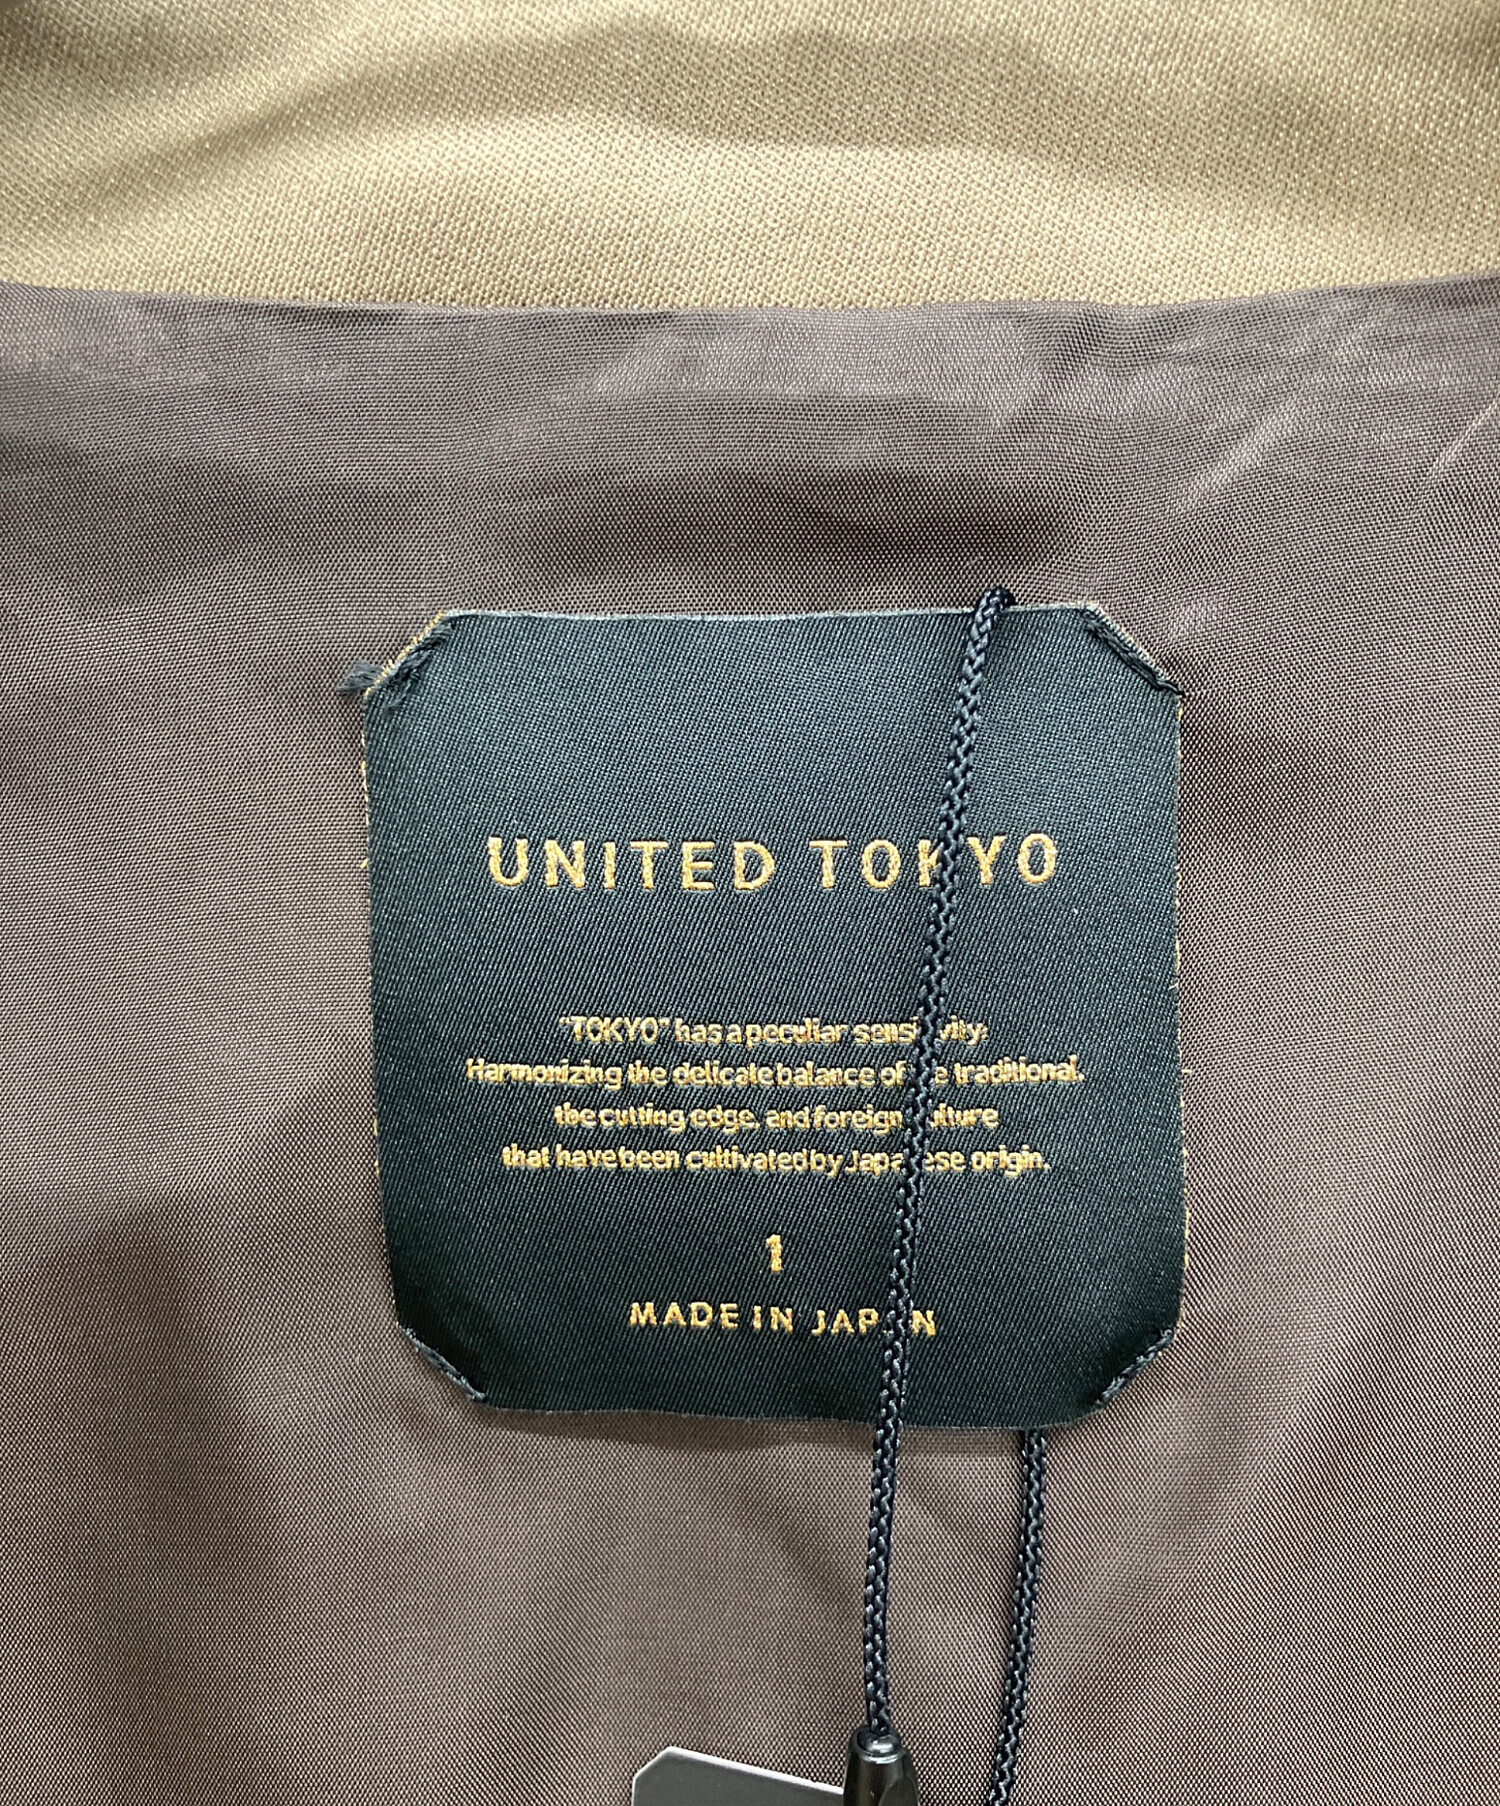 UNITED TOKYO
"TOKYO" has a peculiar sensitivity.
Harmonizing the delicate balance of the traditional,
the cutting edge, and foreign culture
that have been cultivated by Japanese origin.
1
MADE IN JAPAN